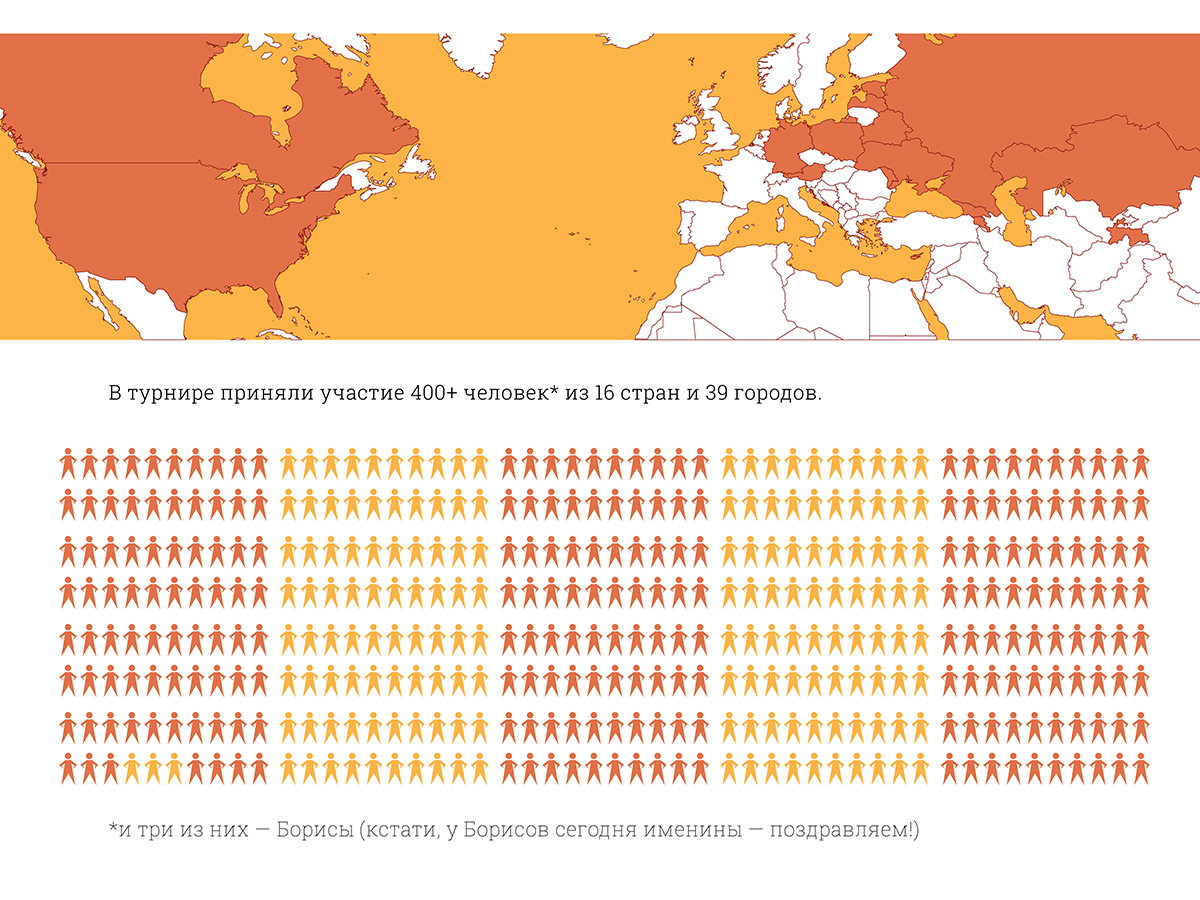 В турнире приняли участие 400+ человек* из 16 стран и 39 городов.
*и три из них — Борисы (кстати, у Борисов сегодня именины — поздравляем!)